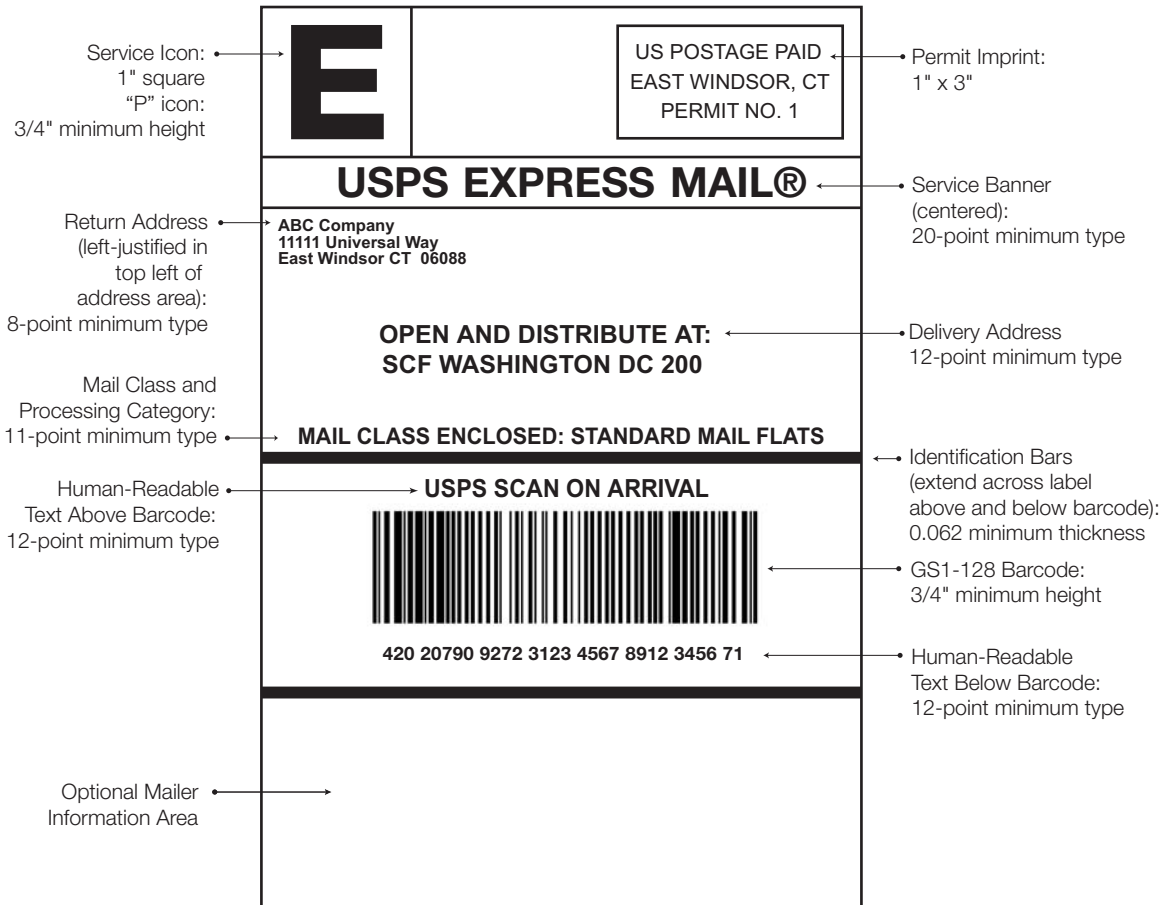 Service Icon:
1" square
“P” icon:
3/4" minimum height
E
US POSTAGE PAID
EAST WINDSOR, CT
PERMIT NO. 1
Permit Imprint:
1" x 3"
USPS EXPRESS MAIL®
Service Banner
(centered):
20-point minimum type
Return Address
(left-justified in
top left of
address area):
8-point minimum type
ABC Company
11111 Universal Way
East Windsor CT 06088
OPEN AND DISTRIBUTE AT:
SCF WASHINGTON DC 200
Delivery Address
12-point minimum type
Mail Class and
Processing Category:
11-point minimum type
MAIL CLASS ENCLOSED: STANDARD MAIL FLATS
Identification Bars
(extend across label
above and below barcode):
0.062 minimum thickness
Human-Readable
Text Above Barcode:
12-point minimum type
USPS SCAN ON ARRIVAL
GS1-128 Barcode:
3/4" minimum height
420 20790 9272 3123 4567 8912 3456 71
Human-Readable
Text Below Barcode:
12-point minimum type
Optional Mailer
Information Area